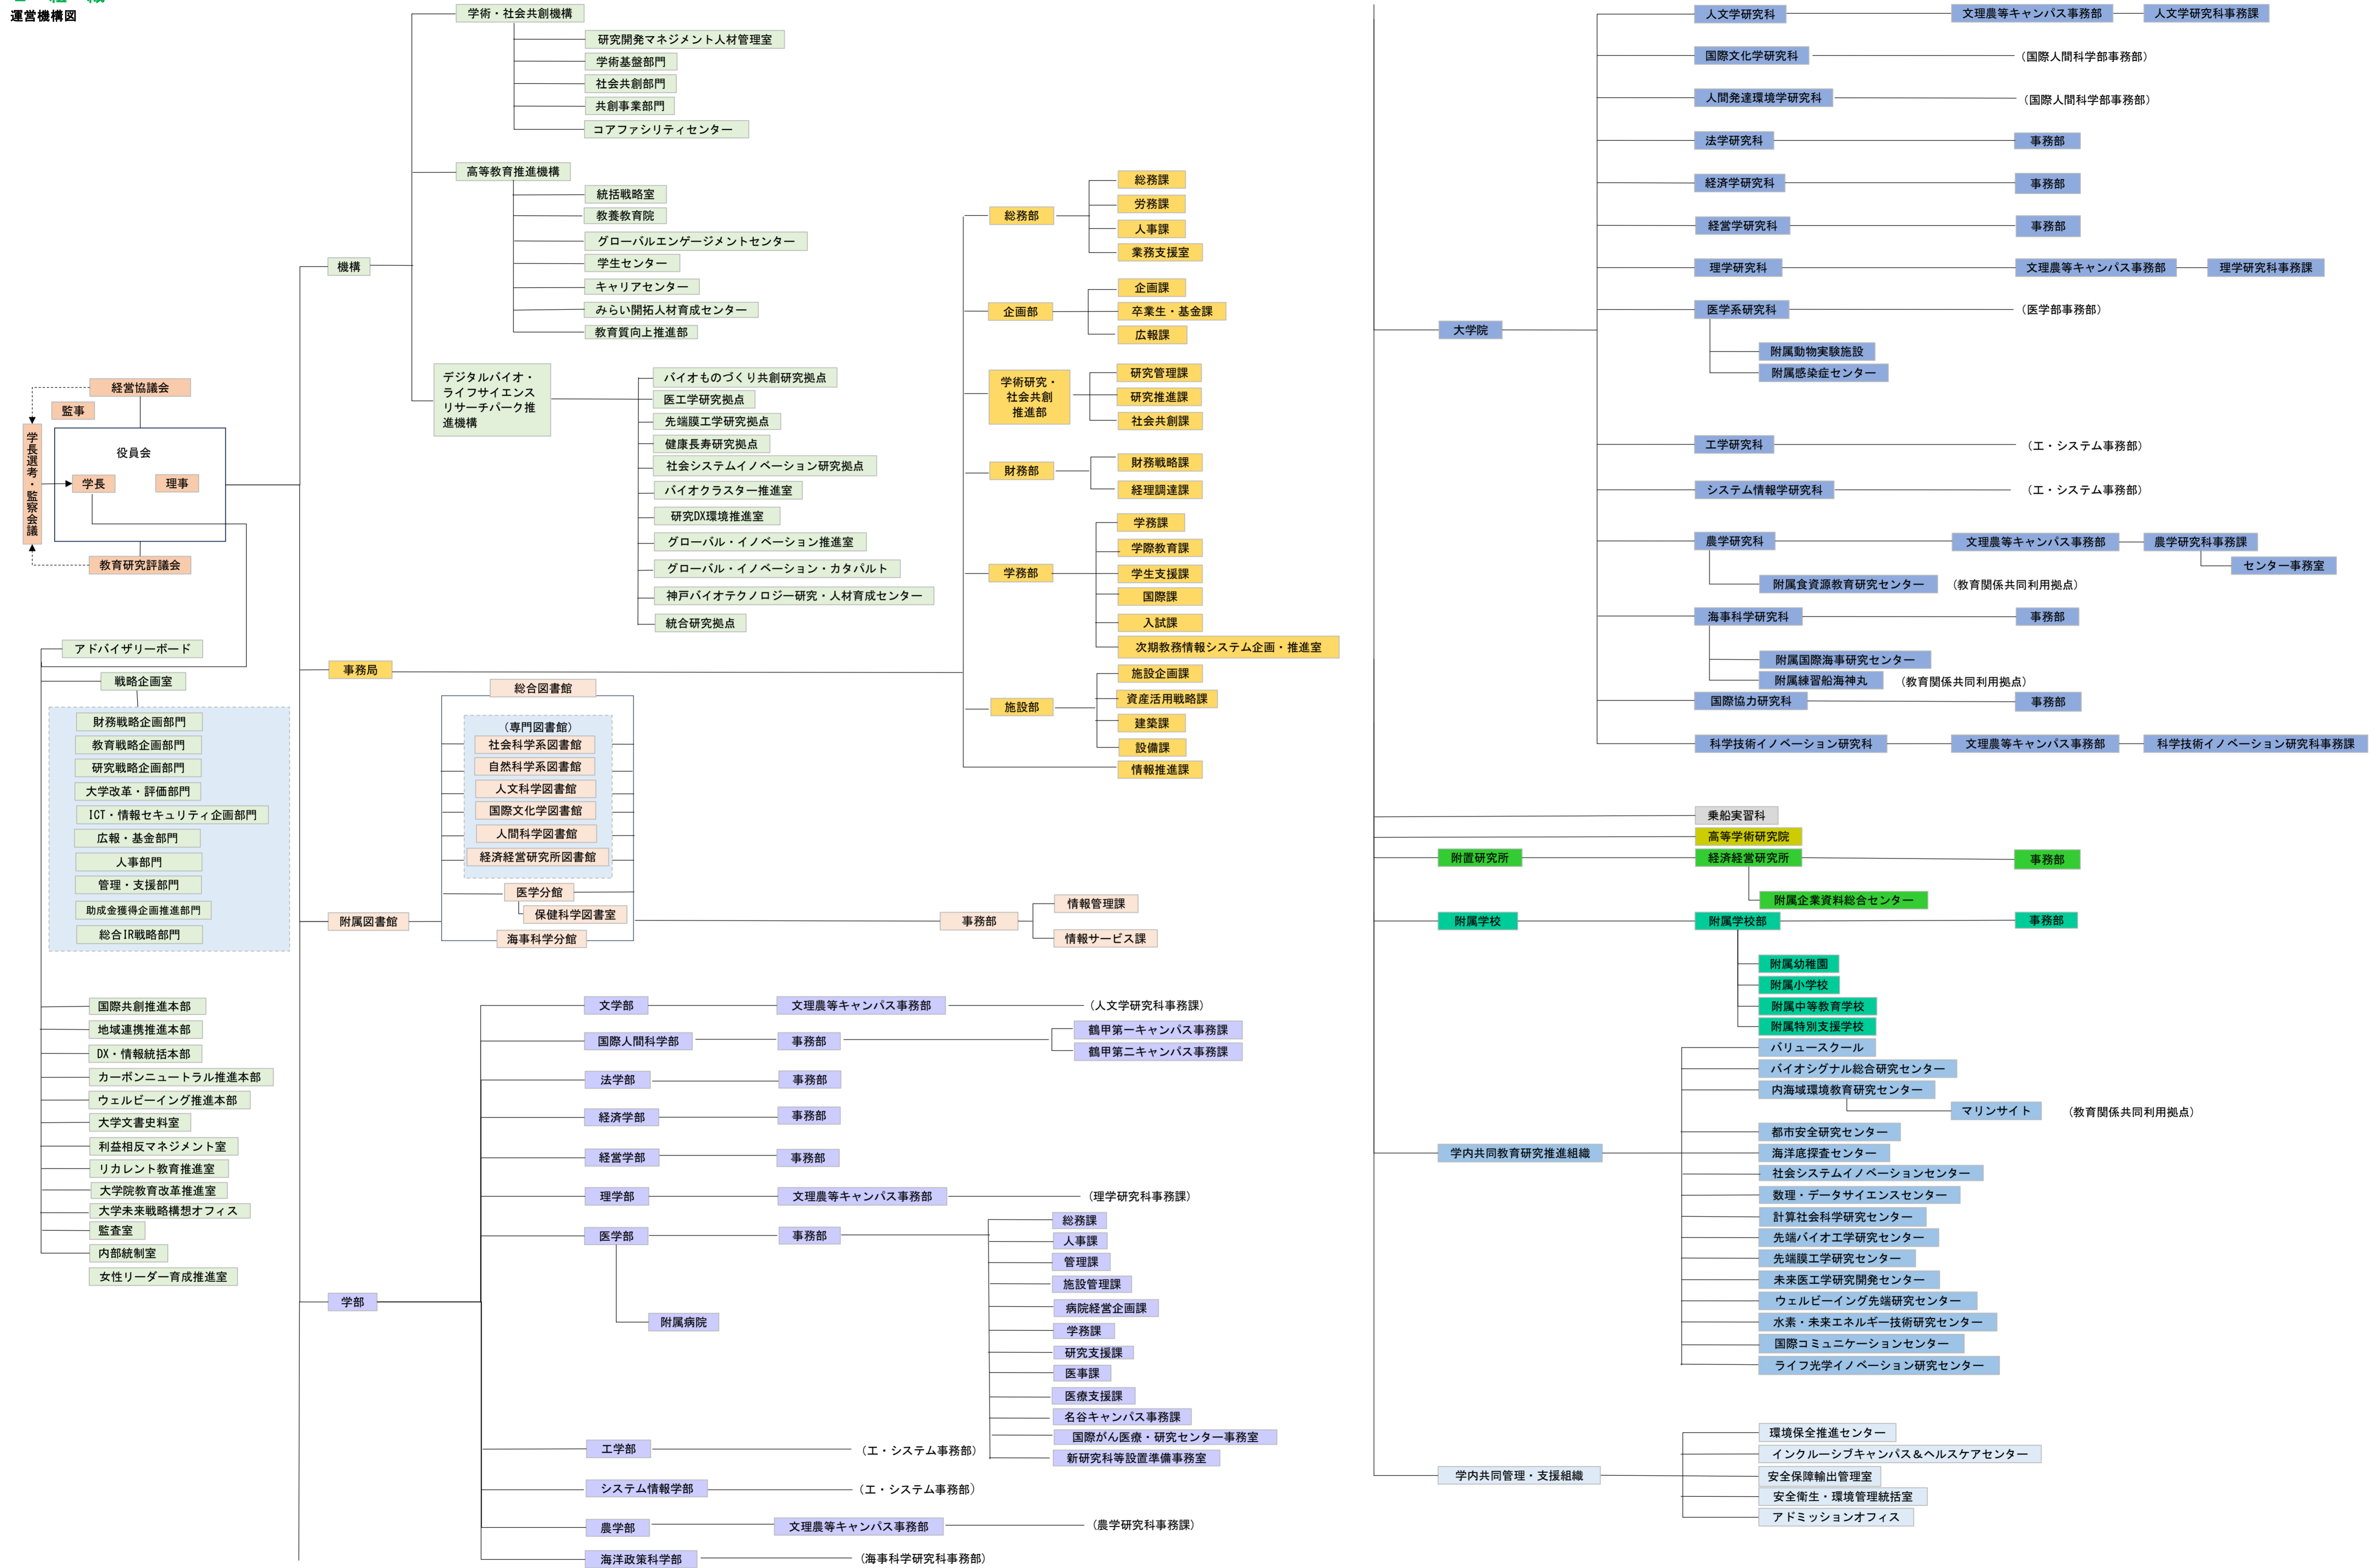 運営機構図
学術・社会共創機構
研究開発マネジメント人材管理室
学術基盤部門
社会共創部門
共創事業部門
コアファシリティセンター
高等教育推進機構
統括戦略室
教養教育院
グローバルエンゲージメントセンター
学生センター
キャリアセンター
みらい開拓人材育成センター
教育質向上推進部
機構
デジタルバイオ・
ライフサイエンス
リサーチパーク推
進機構
バイオものづくり共創研究拠点
医工学研究拠点
先端膜工学研究拠点
健康長寿研究拠点
社会システムイノベーション研究拠点
バイオクラスター推進室
研究DX環境推進室
グローバル・イノベーション推進室
グローバル・イノベーション・カタパルト
神戸バイオテクノロジー研究・人材育成センター
統合研究拠点
経営協議会
監事
学長選考・監察会議
役員会
学長
理事
教育研究評議会
アドバイザリーボード
戦略企画室
財務戦略企画部門
教育戦略企画部門
研究戦略企画部門
大学改革・評価部門
ICT・情報セキュリティ企画部門
広報・基金部門
人事部門
管理・支援部門
助成金獲得企画推進部門
総合IR戦略部門
国際共創推進本部
地域連携推進本部
DX・情報統括本部
カーボンニュートラル推進本部
ウェルビーイング推進本部
大学文書史料室
利益相反マネジメント室
リカレント教育推進室
大学院教育改革推進室
大学未来戦略構想オフィス
監査室
内部統制室
女性リーダー育成推進室
事務局
総務部
総務課
労務課
人事課
業務支援室
企画部
企画課
卒業生・基金課
広報課
学術研究・
社会共創
推進部
研究管理課
研究推進課
社会共創課
財務部
財務戦略課
経理調達課
学務部
学務課
学際教育課
学生支援課
国際課
入試課
次期教務情報システム企画・推進室
施設部
施設企画課
資産活用戦略課
建築課
設備課
情報推進課
附属図書館
総合図書館
（専門図書館）
社会科学系図書館
自然科学系図書館
人文科学図書館
国際文化学図書館
人間科学図書館
経済経営研究所図書館
医学分館
保健科学図書室
海事科学分館
事務部
情報管理課
情報サービス課
学部
文学部
文理農等キャンパス事務部
（人文学研究科事務課）
国際人間科学部
事務部
鶴甲第一キャンパス事務課
鶴甲第二キャンパス事務課
法学部
事務部
経済学部
事務部
経営学部
事務部
理学部
文理農等キャンパス事務部
（理学研究科事務課）
医学部
事務部
総務課
人事課
管理課
施設管理課
病院経営企画課
学務課
研究支援課
医事課
医療支援課
名谷キャンパス事務課
国際がん医療・研究センター事務室
新研究科等設置準備事務室
附属病院
工学部
（工・システム事務部）
システム情報学部
（工・システム事務部）
農学部
文理農等キャンパス事務部
（農学研究科事務課）
海洋政策科学部
（海事科学研究科事務部）
大学院
人文学研究科
文理農等キャンパス事務部
人文学研究科事務課
国際文化学研究科
（国際人間科学部事務部）
人間発達環境学研究科
（国際人間科学部事務部）
法学研究科
事務部
経済学研究科
事務部
経営学研究科
事務部
理学研究科
文理農等キャンパス事務部
理学研究科事務課
医学系研究科
（医学部事務部）
附属動物実験施設
附属感染症センター
工学研究科
（工・システム事務部）
システム情報学研究科
（工・システム事務部）
農学研究科
文理農等キャンパス事務部
農学研究科事務課
センター事務室
附属食資源教育研究センター
（教育関係共同利用拠点）
海事科学研究科
事務部
附属国際海事研究センター
附属練習船海神丸
（教育関係共同利用拠点）
国際協力研究科
事務部
科学技術イノベーション研究科
文理農等キャンパス事務部
科学技術イノベーション研究科事務課
乗船実習科
高等学術研究院
附置研究所
経済経営研究所
事務部
附属企業資料総合センター
附属学校
附属学校部
事務部
附属幼稚園
附属小学校
附属中等教育学校
附属特別支援学校
学内共同教育研究推進組織
バリュースクール
バイオシグナル総合研究センター
内海域環境教育研究センター
マリンサイト
（教育関係共同利用拠点）
都市安全研究センター
海洋底探査センター
社会システムイノベーションセンター
数理・データサイエンスセンター
計算社会科学研究センター
先端バイオ工学研究センター
先端膜工学研究センター
未来医工学研究開発センター
ウェルビーイング先端研究センター
水素・未来エネルギー技術研究センター
国際コミュニケーションセンター
ライフ光学イノベーション研究センター
学内共同管理・支援組織
環境保全推進センター
インクルーシブキャンパス＆ヘルスケアセンター
安全保障輸出管理室
安全衛生・環境管理統括室
アドミッションオフィス